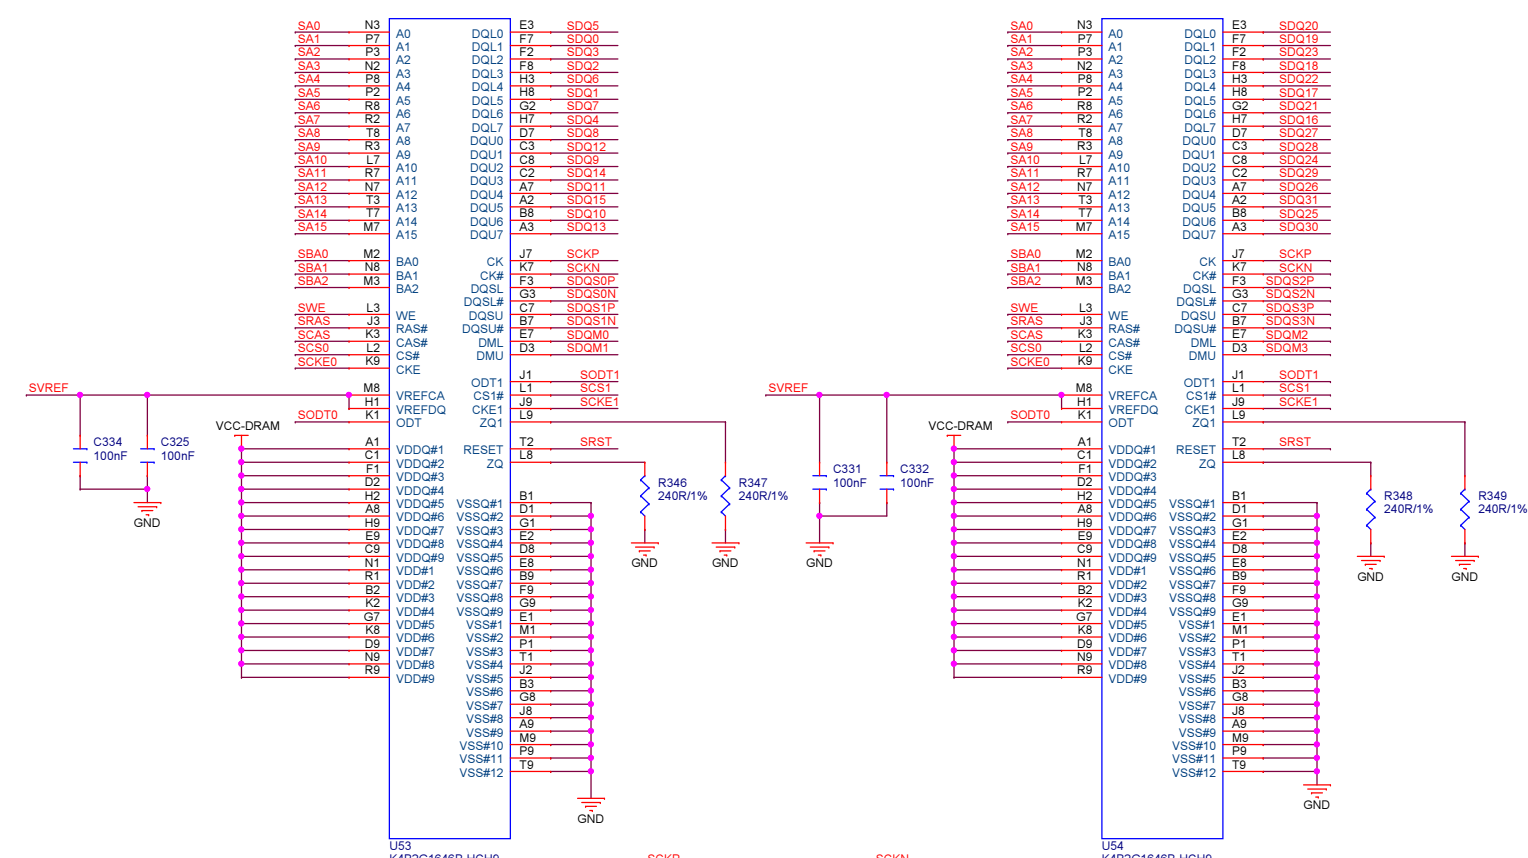 SA0 N3 A0 DQL0 E3 SDQ5
SA1 P7 A1 DQL1 F7 SDQ0
SA2 P3 A2 DQL2 F2 SDQ3
SA3 N2 A3 DQL3 F8 SDQ2
SA4 P8 A4 DQL4 H3 SDQ6
SA5 P2 A5 DQL5 H8 SDQ1
SA6 R8 A6 DQL6 G2 SDQ7
SA7 R2 A7 DQL7 H7 SDQ4
SA8 T8 A8 DQU0 D7 SDQ8
SA9 R3 A9 DQU1 C3 SDQ12
SA10 L7 A10 DQU2 C8 SDQ9
SA11 R7 A11 DQU3 C2 SDQ14
SA12 N7 A12 DQU4 A7 SDQ11
SA13 T3 A13 DQU5 A2 SDQ15
SA14 T7 A14 DQU6 B8 SDQ10
SA15 M7 A15 DQU7 A3 SDQ13
SBA0 M2 BA0 CK J7 SCKP
SBA1 N8 BA1 CK# K7 SCKN
SBA2 M3 BA2 DQSL F3 SDQS0P
DQSL# G3 SDQS0N
SWE L3 WE DQSU C7 SDQS1P
SRAS J3 RAS# DQSU# B7 SDQS1N
SCAS K3 CAS# DML E7 SDQM0
SCS0 L2 CS# DMU D3 SDQM1
SCKE0 K9 CKE
ODT1 J1 SODT1
SVREF M8 VREFCA CS1# L1 SCS1
H1 VREFDQ CKE1 J9 SCKE1
SODT0 K1 ODT ZQ1 L9
VCC-DRAM
A1 VDDQ#1 RESET T2 SRST
C1 VDDQ#2 ZQ L8
F1 VDDQ#3
D2 VDDQ#4
H2 VDDQ#5 VSSQ#1 B1
A8 VDDQ#6 VSSQ#2 D1
H9 VDDQ#7 VSSQ#3 G1
E9 VDDQ#8 VSSQ#4 E2
C9 VDDQ#9 VSSQ#5 D8
N1 VDD#1 VSSQ#6 E8
R1 VDD#2 VSSQ#7 B9
B2 VDD#3 VSSQ#8 F9
K2 VDD#4 VSSQ#9 G9
G7 VDD#5 VSS#1 E1
K8 VDD#6 VSS#2 M1
D9 VDD#7 VSS#3 P1
N9 VDD#8 VSS#4 T1
R9 VDD#9 VSS#5 J2
VSS#6 B3
VSS#7 G8
VSS#8 J8
VSS#9 A9
VSS#10 M9
VSS#11 P9
VSS#12 T9
C334
100nF
C325
100nF
GND
R346
240R/1%
GND
R347
240R/1%
GND
GND
U53
K4B2G1646B-HCH9
SCKP
SCKN
SA0 N3 A0 DQL0 E3 SDQ20
SA1 P7 A1 DQL1 F7 SDQ19
SA2 P3 A2 DQL2 F2 SDQ23
SA3 N2 A3 DQL3 F8 SDQ18
SA4 P8 A4 DQL4 H3 SDQ22
SA5 P2 A5 DQL5 H8 SDQ17
SA6 R8 A6 DQL6 G2 SDQ21
SA7 R2 A7 DQL7 H7 SDQ16
SA8 T8 A8 DQU0 D7 SDQ27
SA9 R3 A9 DQU1 C3 SDQ28
SA10 L7 A10 DQU2 C8 SDQ24
SA11 R7 A11 DQU3 C2 SDQ29
SA12 N7 A12 DQU4 A7 SDQ26
SA13 T3 A13 DQU5 A2 SDQ31
SA14 T7 A14 DQU6 B8 SDQ25
SA15 M7 A15 DQU7 A3 SDQ30
SBA0 M2 BA0 CK J7 SCKP
SBA1 N8 BA1 CK# K7 SCKN
SBA2 M3 BA2 DQSL F3 SDQS2P
DQSL# G3 SDQS2N
SWE L3 WE DQSU C7 SDQS3P
SRAS J3 RAS# DQSU# B7 SDQS3N
SCAS K3 CAS# DML E7 SDQM2
SCS0 L2 CS# DMU D3 SDQM3
SCKE0 K9 CKE
ODT1 J1 SODT1
SVREF M8 VREFCA CS1# L1 SCS1
H1 VREFDQ CKE1 J9 SCKE1
SODT0 K1 ODT ZQ1 L9
VCC-DRAM
A1 VDDQ#1 RESET T2 SRST
C1 VDDQ#2 ZQ L8
F1 VDDQ#3
D2 VDDQ#4
H2 VDDQ#5 VSSQ#1 B1
A8 VDDQ#6 VSSQ#2 D1
H9 VDDQ#7 VSSQ#3 G1
E9 VDDQ#8 VSSQ#4 E2
C9 VDDQ#9 VSSQ#5 D8
N1 VDD#1 VSSQ#6 E8
R1 VDD#2 VSSQ#7 B9
B2 VDD#3 VSSQ#8 F9
K2 VDD#4 VSSQ#9 G9
G7 VDD#5 VSS#1 E1
K8 VDD#6 VSS#2 M1
D9 VDD#7 VSS#3 P1
N9 VDD#8 VSS#4 T1
R9 VDD#9 VSS#5 J2
VSS#6 B3
VSS#7 G8
VSS#8 J8
VSS#9 A9
VSS#10 M9
VSS#11 P9
VSS#12 T9
C331
100nF
C332
100nF
GND
R348
240R/1%
GND
R349
240R/1%
GND
GND
U54
K4B2G1646B-HCH9